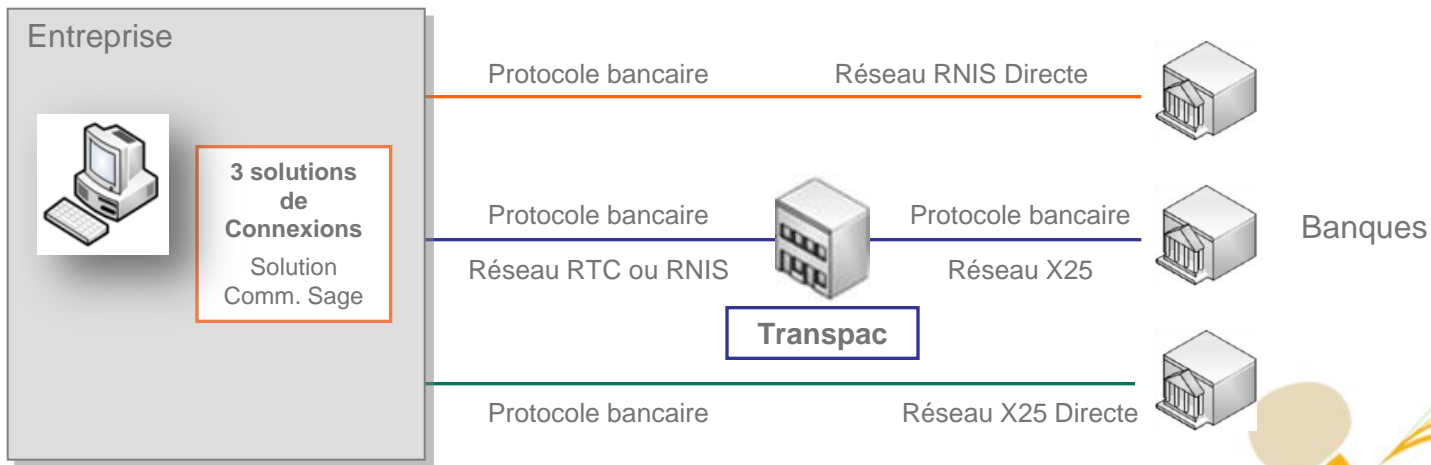 Entreprise
Protocole bancaire
Réseau RNIS Directe
3 solutions
de
Connexions
Solution
Comm. Sage
Protocole bancaire
Protocole bancaire
Banques
Réseau RTC ou RNIS
Réseau X25
Transpac
Protocole bancaire
Réseau X25 Directe